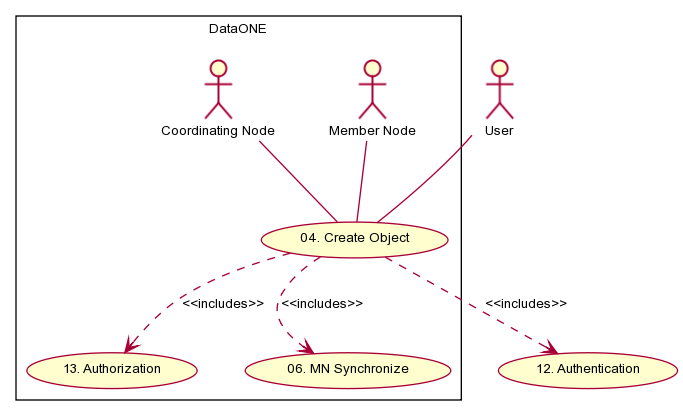 DataONE
Coordinating Node
Member Node
User
04. Create Object
<<includes>>
<<includes>>
<<includes>>
13. Authorization
06. MN Synchronize
12. Authentication